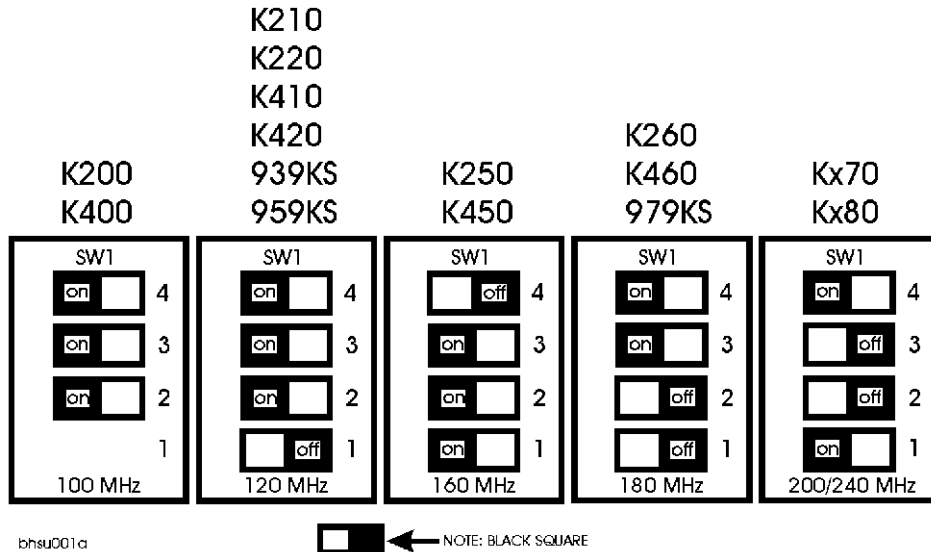 K210
K220
K410
K420
K260
K200 939KS K250 K460 Kx70
K400 959KS K450 979KS Kx80
SW1 SW1 SW1 SW1 SW1
on 4 on 4 off 4 on 4 on 4
on 3 on 3 on 3 on 3 off 3
on 2 on 2 on 2 off 2 off 2
1 off 1 on 1 off 1 on 1
100 MHz 120 MHz 160 MHz 180 MHz 200/240 MHz
bhsu001a NOTE: BLACK SQUARE